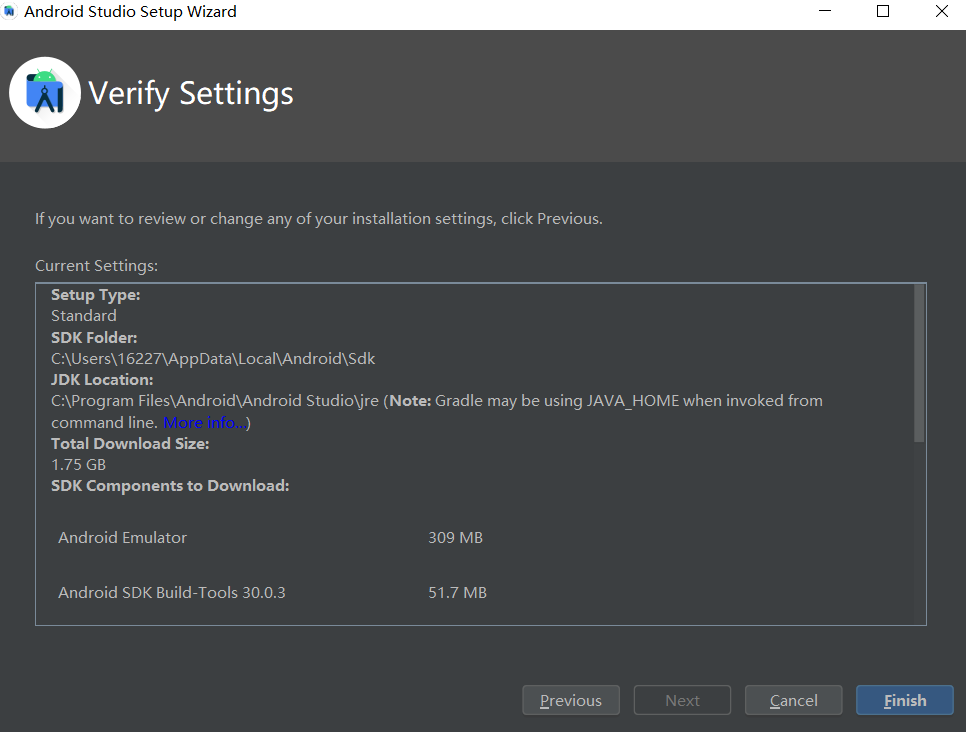 Android Studio Setup Wizard
Verify Settings
If you want to review or change any of your installation settings, click Previous.
Current Settings:
Setup Type:
Standard
SDK Folder:
C:\Users\16227\AppData\Local\Android\Sdk
JDK Location:
C:\Program Files\Android\Android Studio\jre (Note: Gradle may be using JAVA_HOME when invoked from
command line. More info...)
Total Download Size:
1.75 GB
SDK Components to Download:
Android Emulator 309 MB
Android SDK Build-Tools 30.0.3 51.7 MB
Previous Next Cancel Finish